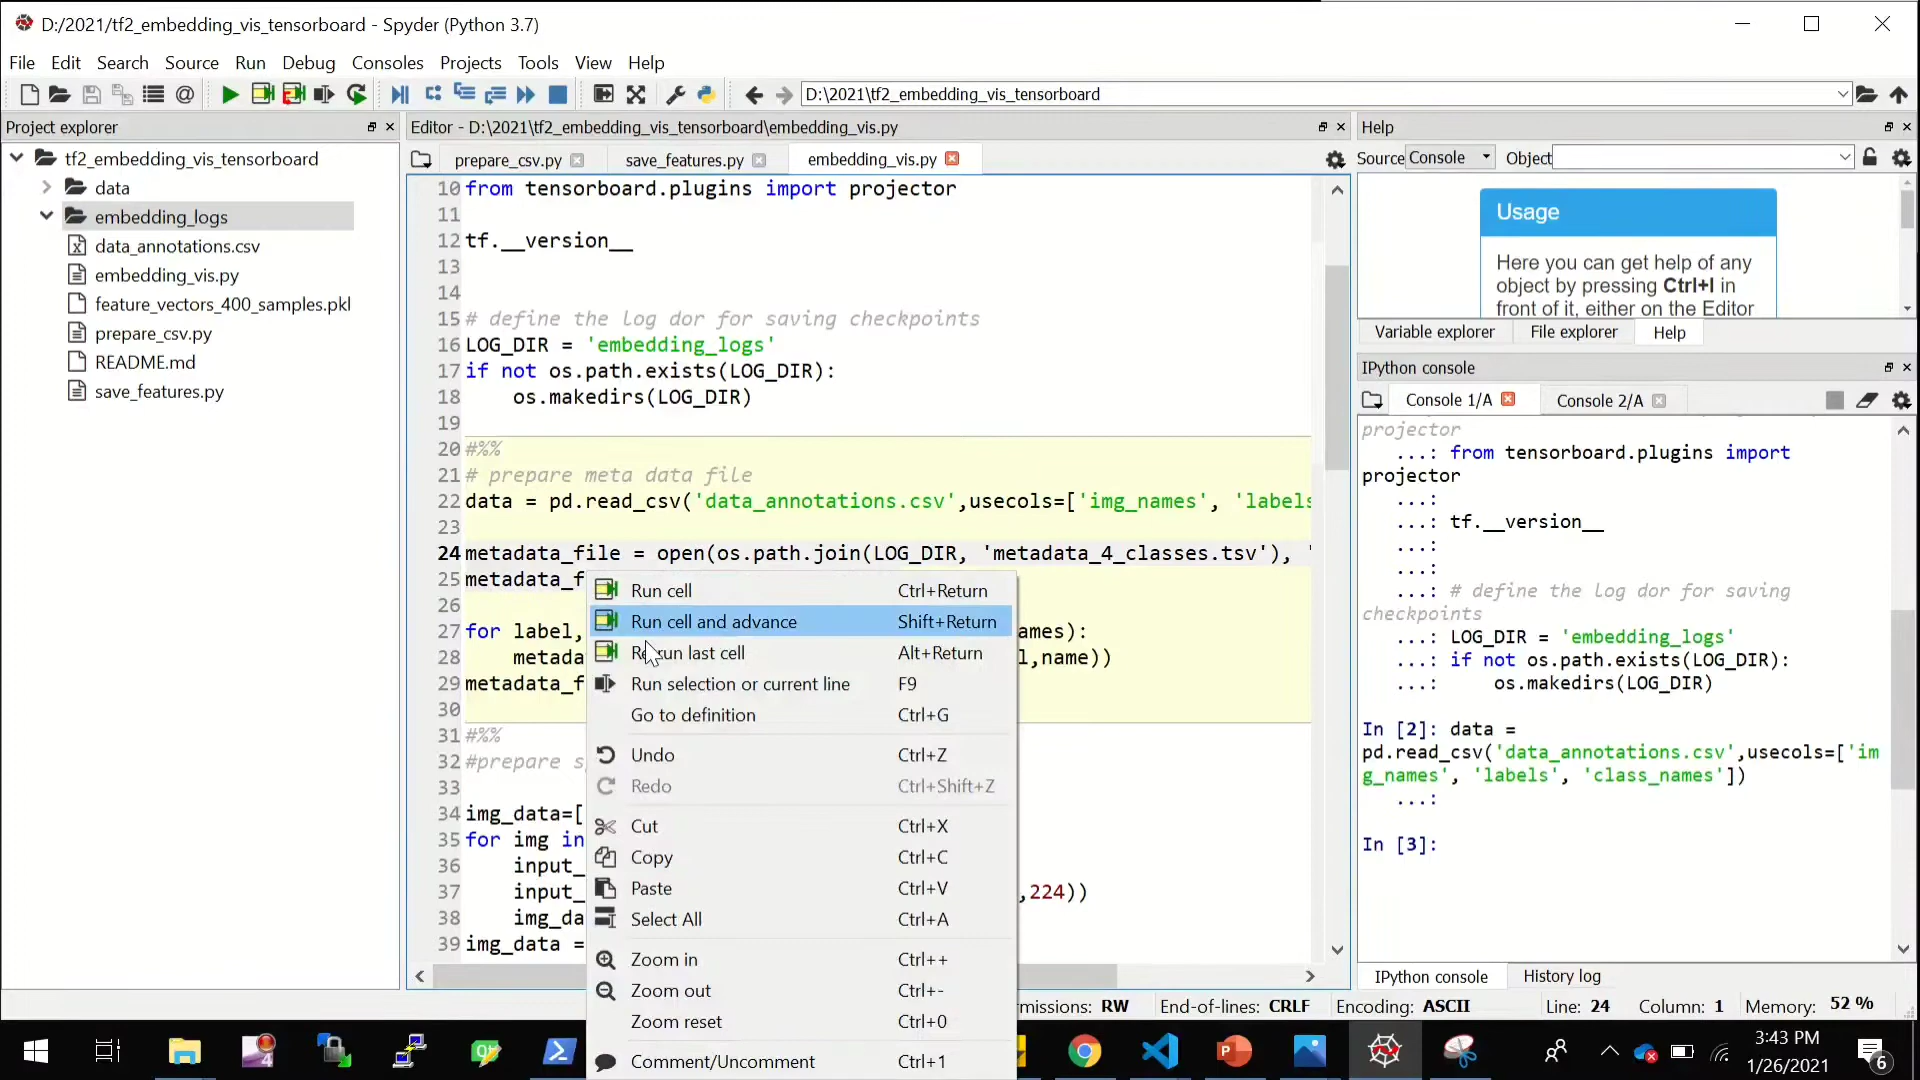 D:/2021/tf2_embedding_vis_tensorboard - Spyder (Python 3.7)
File Edit Search Source Run Debug Consoles Projects Tools View Help
D:\2021\tf2_embedding_vis_tensorboard
Project explorer
tf2_embedding_vis_tensorboard
data
embedding_logs
data_annotations.csv
embedding_vis.py
feature_vectors_400_samples.pkl
prepare_csv.py
README.md
save_features.py
Editor - D:\2021\tf2_embedding_vis_tensorboard\embedding_vis.py
prepare_csv.py save_features.py embedding_vis.py
10 from tensorboard.plugins import projector
11
12 tf.__version__
13
14
15 # define the log dor for saving checkpoints
16 LOG_DIR = 'embedding_logs'
17 if not os.path.exists(LOG_DIR):
18 os.makedirs(LOG_DIR)
19
20 #%%
21 # prepare meta data file
22 data = pd.read_csv('data_annotations.csv',usecols=['img_names', 'labels
23
24 metadata_file = open(os.path.join(LOG_DIR, 'metadata_4_classes.tsv'), '
25 metadata_f
26
27 for label, ames):
28 metada l,name))
29 metadata_f
30
31 #%%
32 #prepare s
33
34 img_data=[
35 for img in
36 input_
37 input_ ,224))
38 img_da
39 img_data =
Run cell Ctrl+Return
Run cell and advance Shift+Return
Re-run last cell Alt+Return
Run selection or current line F9
Go to definition Ctrl+G
Undo Ctrl+Z
Redo Ctrl+Shift+Z
Cut Ctrl+X
Copy Ctrl+C
Paste Ctrl+V
Select All Ctrl+A
Zoom in Ctrl++
Zoom out Ctrl+-
Zoom reset Ctrl+0
Comment/Uncomment Ctrl+1
Help
Source Console Object
Usage
Here you can get help of any
object by pressing Ctrl+I in
front of it, either on the Editor
Variable explorer File explorer Help
IPython console
Console 1/A Console 2/A
projector
...: from tensorboard.plugins import
projector
...:
...: tf.__version__
...:
...:
...: # define the log dor for saving
checkpoints
...: LOG_DIR = 'embedding_logs'
...: if not os.path.exists(LOG_DIR):
...: os.makedirs(LOG_DIR)
In [2]: data =
pd.read_csv('data_annotations.csv',usecols=['im
g_names', 'labels', 'class_names'])
...:
In [3]:
IPython console History log
missions: RW End-of-lines: CRLF Encoding: ASCII Line: 24 Column: 1 Memory: 52 %
3:43 PM
1/26/2021
6